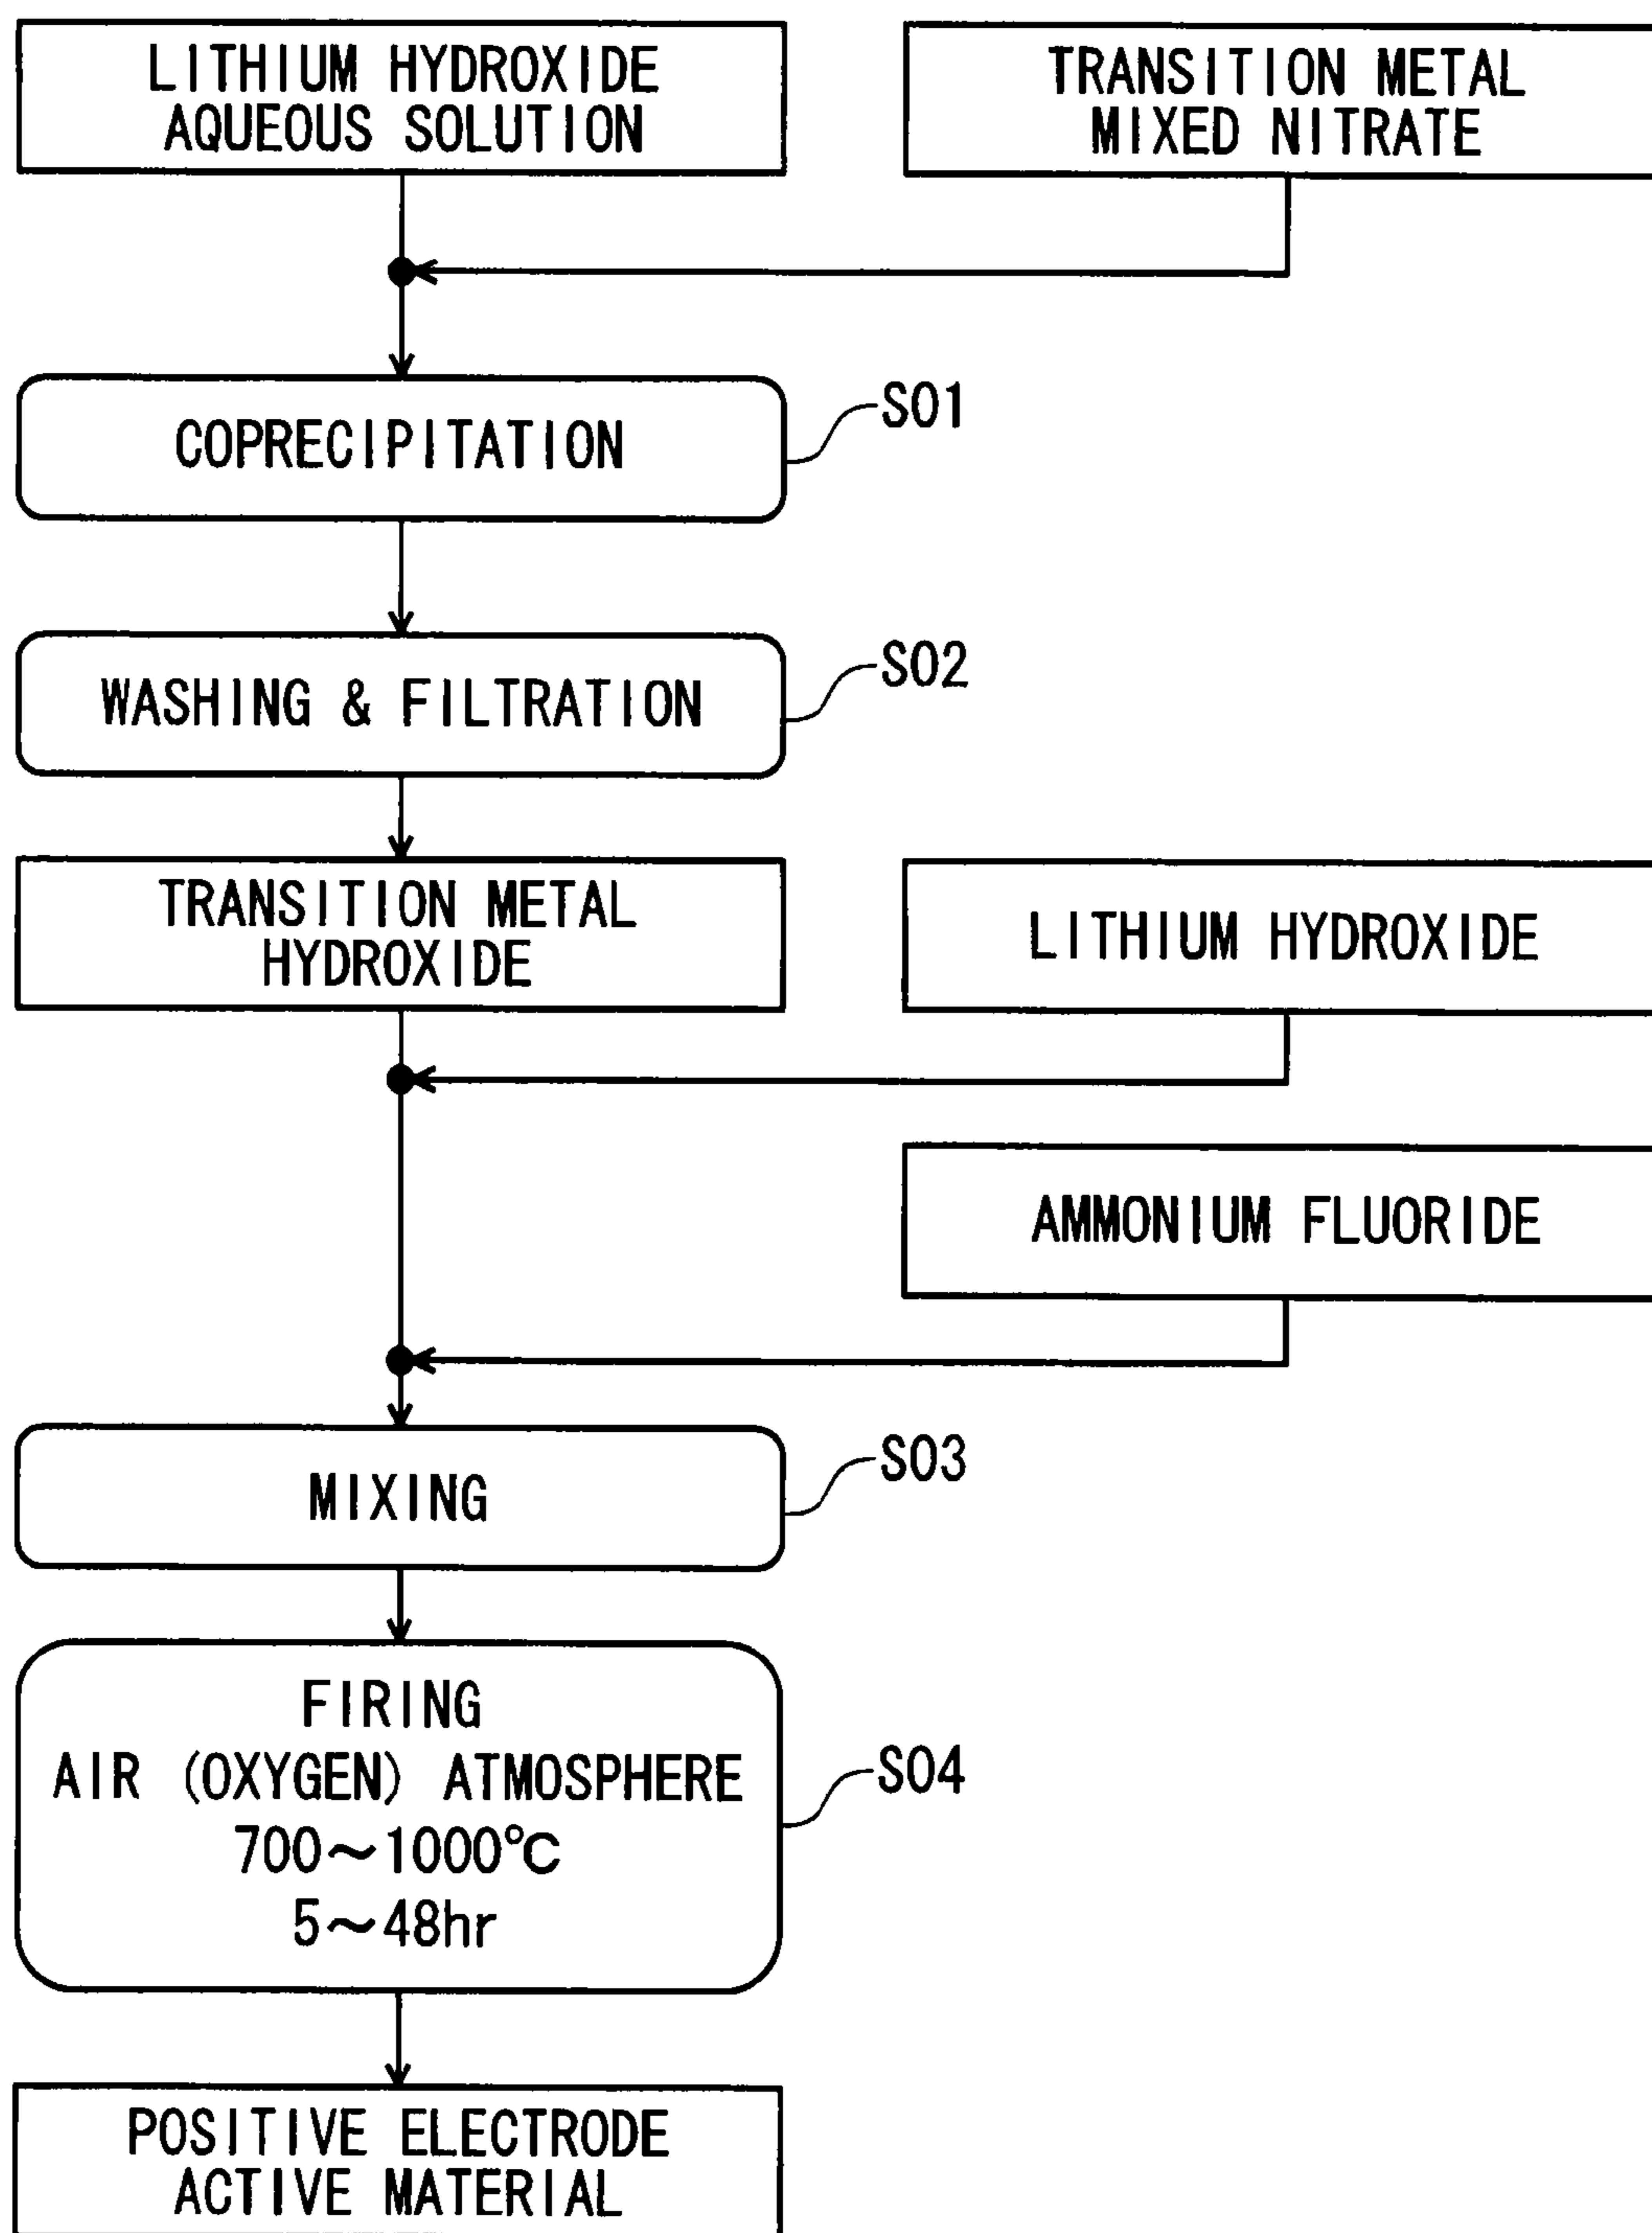 LITHIUM HYDROXIDE
AQUEOUS SOLUTION
TRANSITION METAL
MIXED NITRATE
COPRECIPITATION
S01
WASHING & FILTRATION
S02
TRANSITION METAL
HYDROXIDE
LITHIUM HYDROXIDE
AMMONIUM FLUORIDE
MIXING
S03
FIRING
AIR (OXYGEN) ATMOSPHERE
700～1000℃
5～48hr
S04
POSITIVE ELECTRODE
ACTIVE MATERIAL